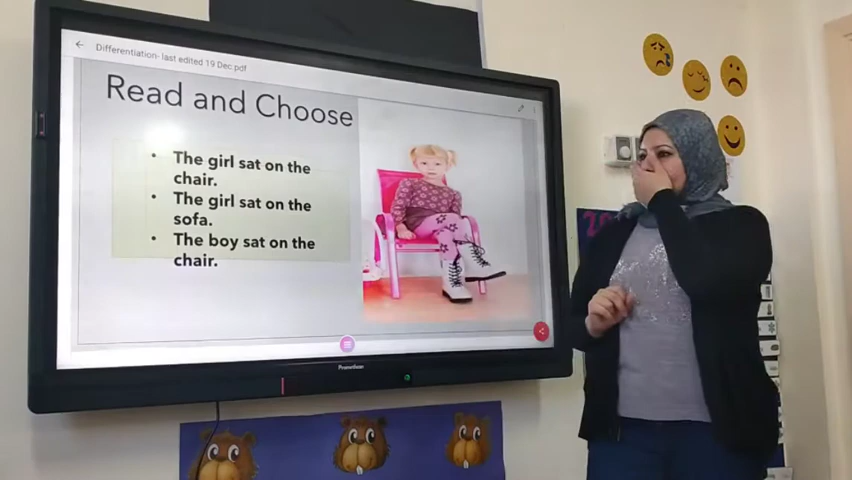 Differentiation- last edited 19 Dec.pdf
Read and Choose
• The girl sat on the
chair.
• The girl sat on the
sofa.
• The boy sat on the
chair.
Promethean